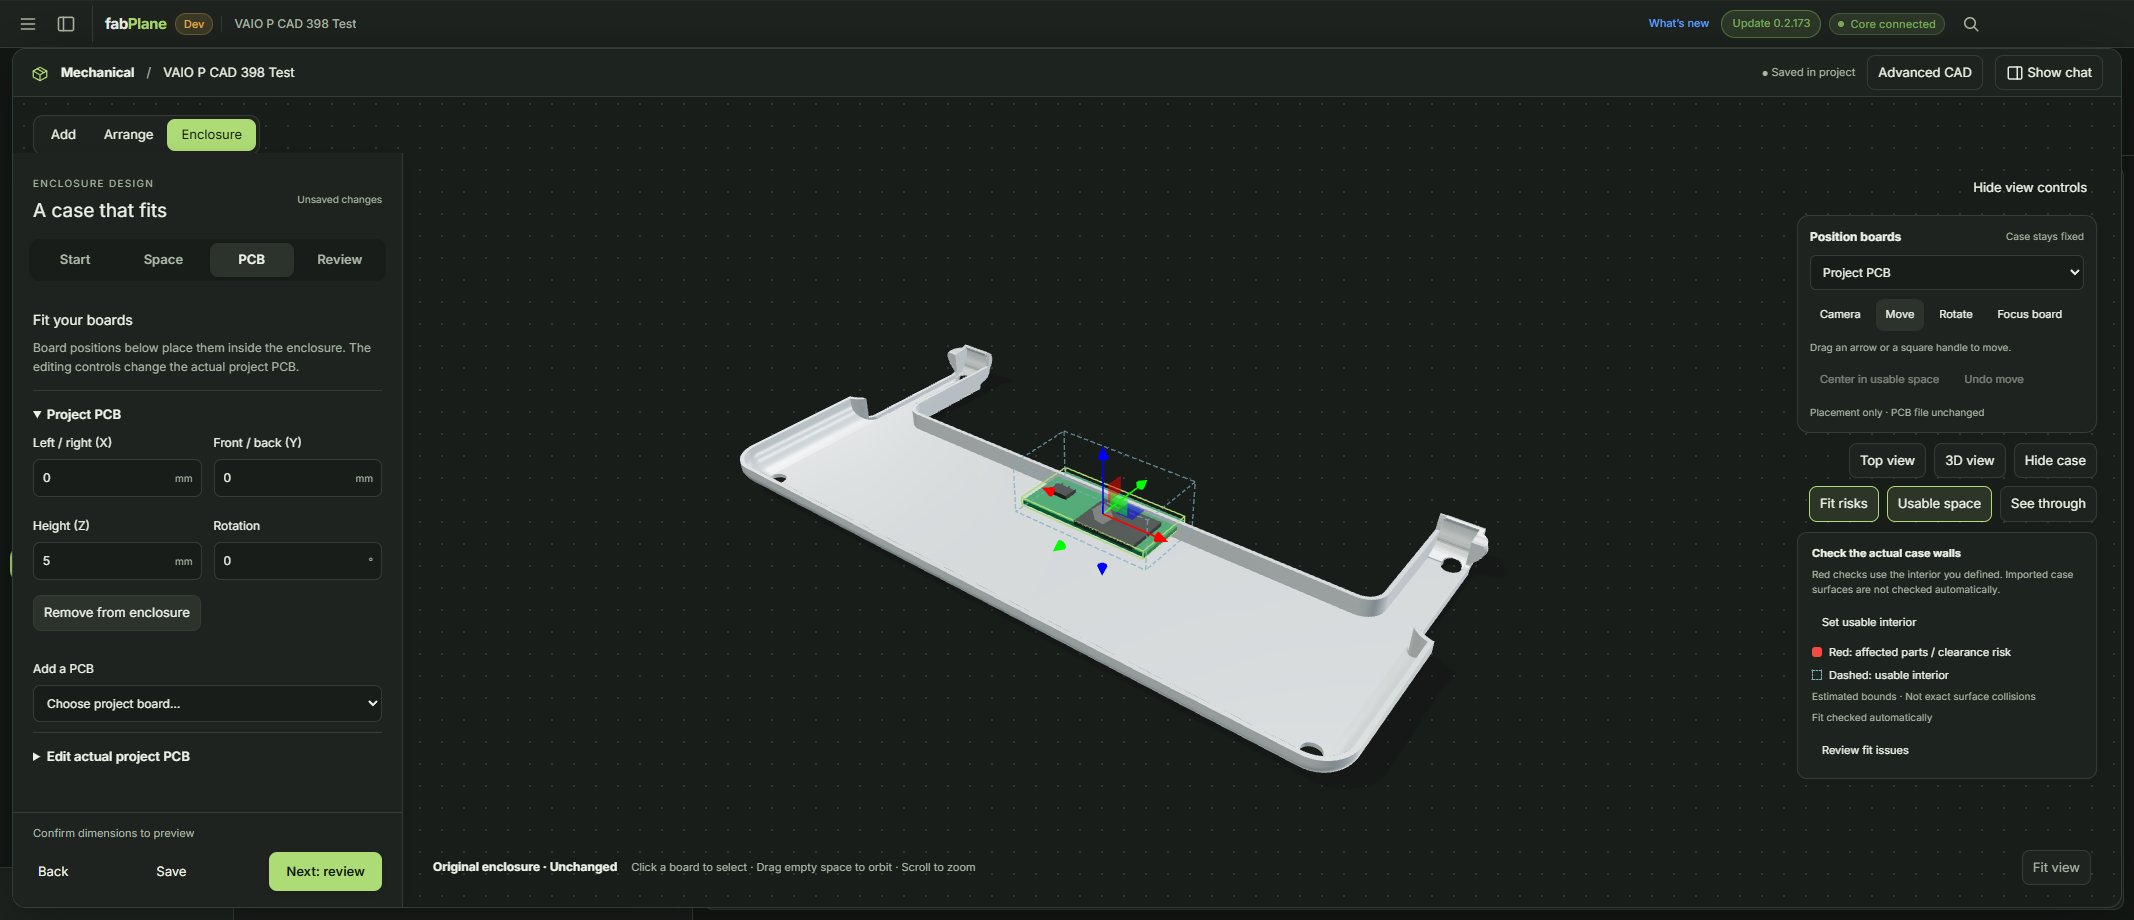 fabPlane Dev VAIO P CAD 398 Test
What's new Update 0.2.173 Core connected
Mechanical / VAIO P CAD 398 Test
Saved in project Advanced CAD Show chat
Add Arrange Enclosure
ENCLOSURE DESIGN
A case that fits
Unsaved changes
Start Space PCB Review
Fit your boards
Board positions below place them inside the enclosure. The
editing controls change the actual project PCB.
Project PCB
Left / right (X) Front / back (Y)
0 mm 0 mm
Height (Z) Rotation
5 mm 0 °
Remove from enclosure
Add a PCB
Choose project board...
Edit actual project PCB
Confirm dimensions to preview
Back Save Next: review
Original enclosure · Unchanged Click a board to select · Drag empty space to orbit · Scroll to zoom
Hide view controls
Position boards Case stays fixed
Project PCB
Camera Move Rotate Focus board
Drag an arrow or a square handle to move.
Center in usable space Undo move
Placement only · PCB file unchanged
Top view 3D view Hide case
Fit risks Usable space See through
Check the actual case walls
Red checks use the interior you defined. Imported case
surfaces are not checked automatically.
Set usable interior
Red: affected parts / clearance risk
Dashed: usable interior
Estimated bounds · Not exact surface collisions
Fit checked automatically
Review fit issues
Fit view